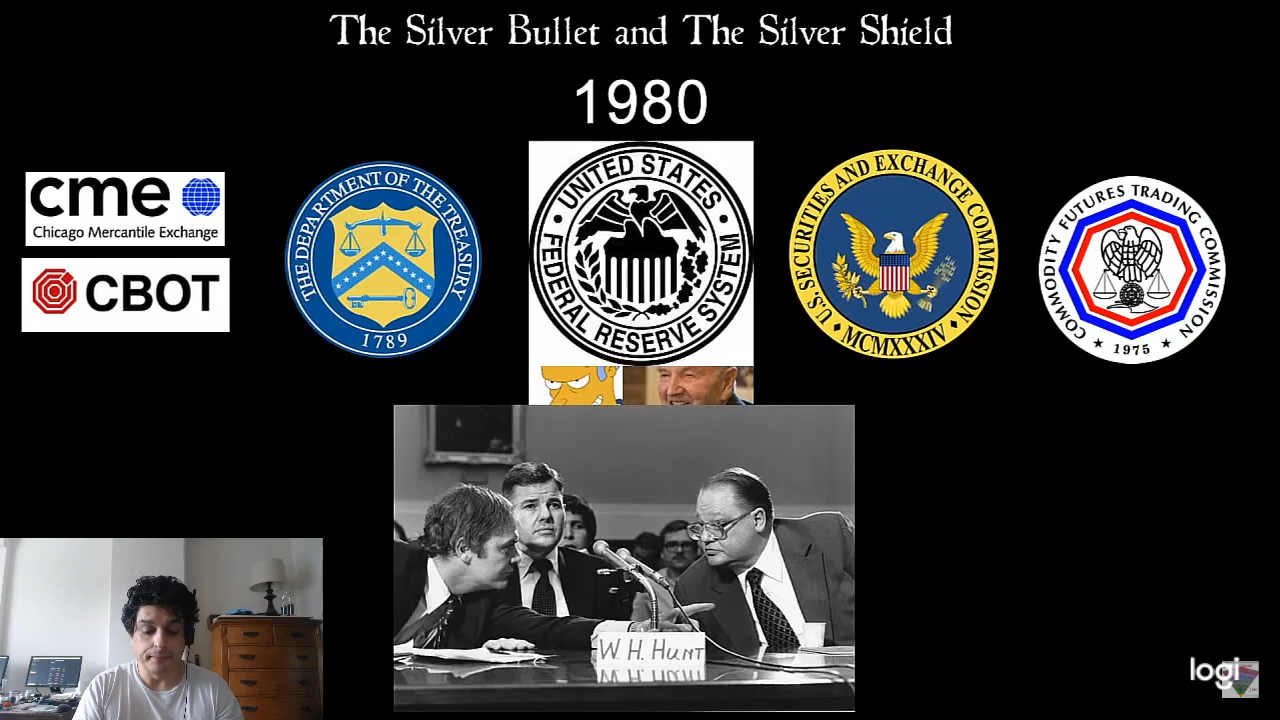 The Silver Bullet and The Silver Shield
1980
cme
Chicago Mercantile Exchange
CBOT
THE DEPARTMENT OF THE TREASURY
1789
UNITED STATES
FEDERAL RESERVE SYSTEM
U.S. SECURITIES AND EXCHANGE COMMISSION
MCMXXXIV
COMMODITY FUTURES TRADING COMMISSION
1975
W. H. HUNT
logi